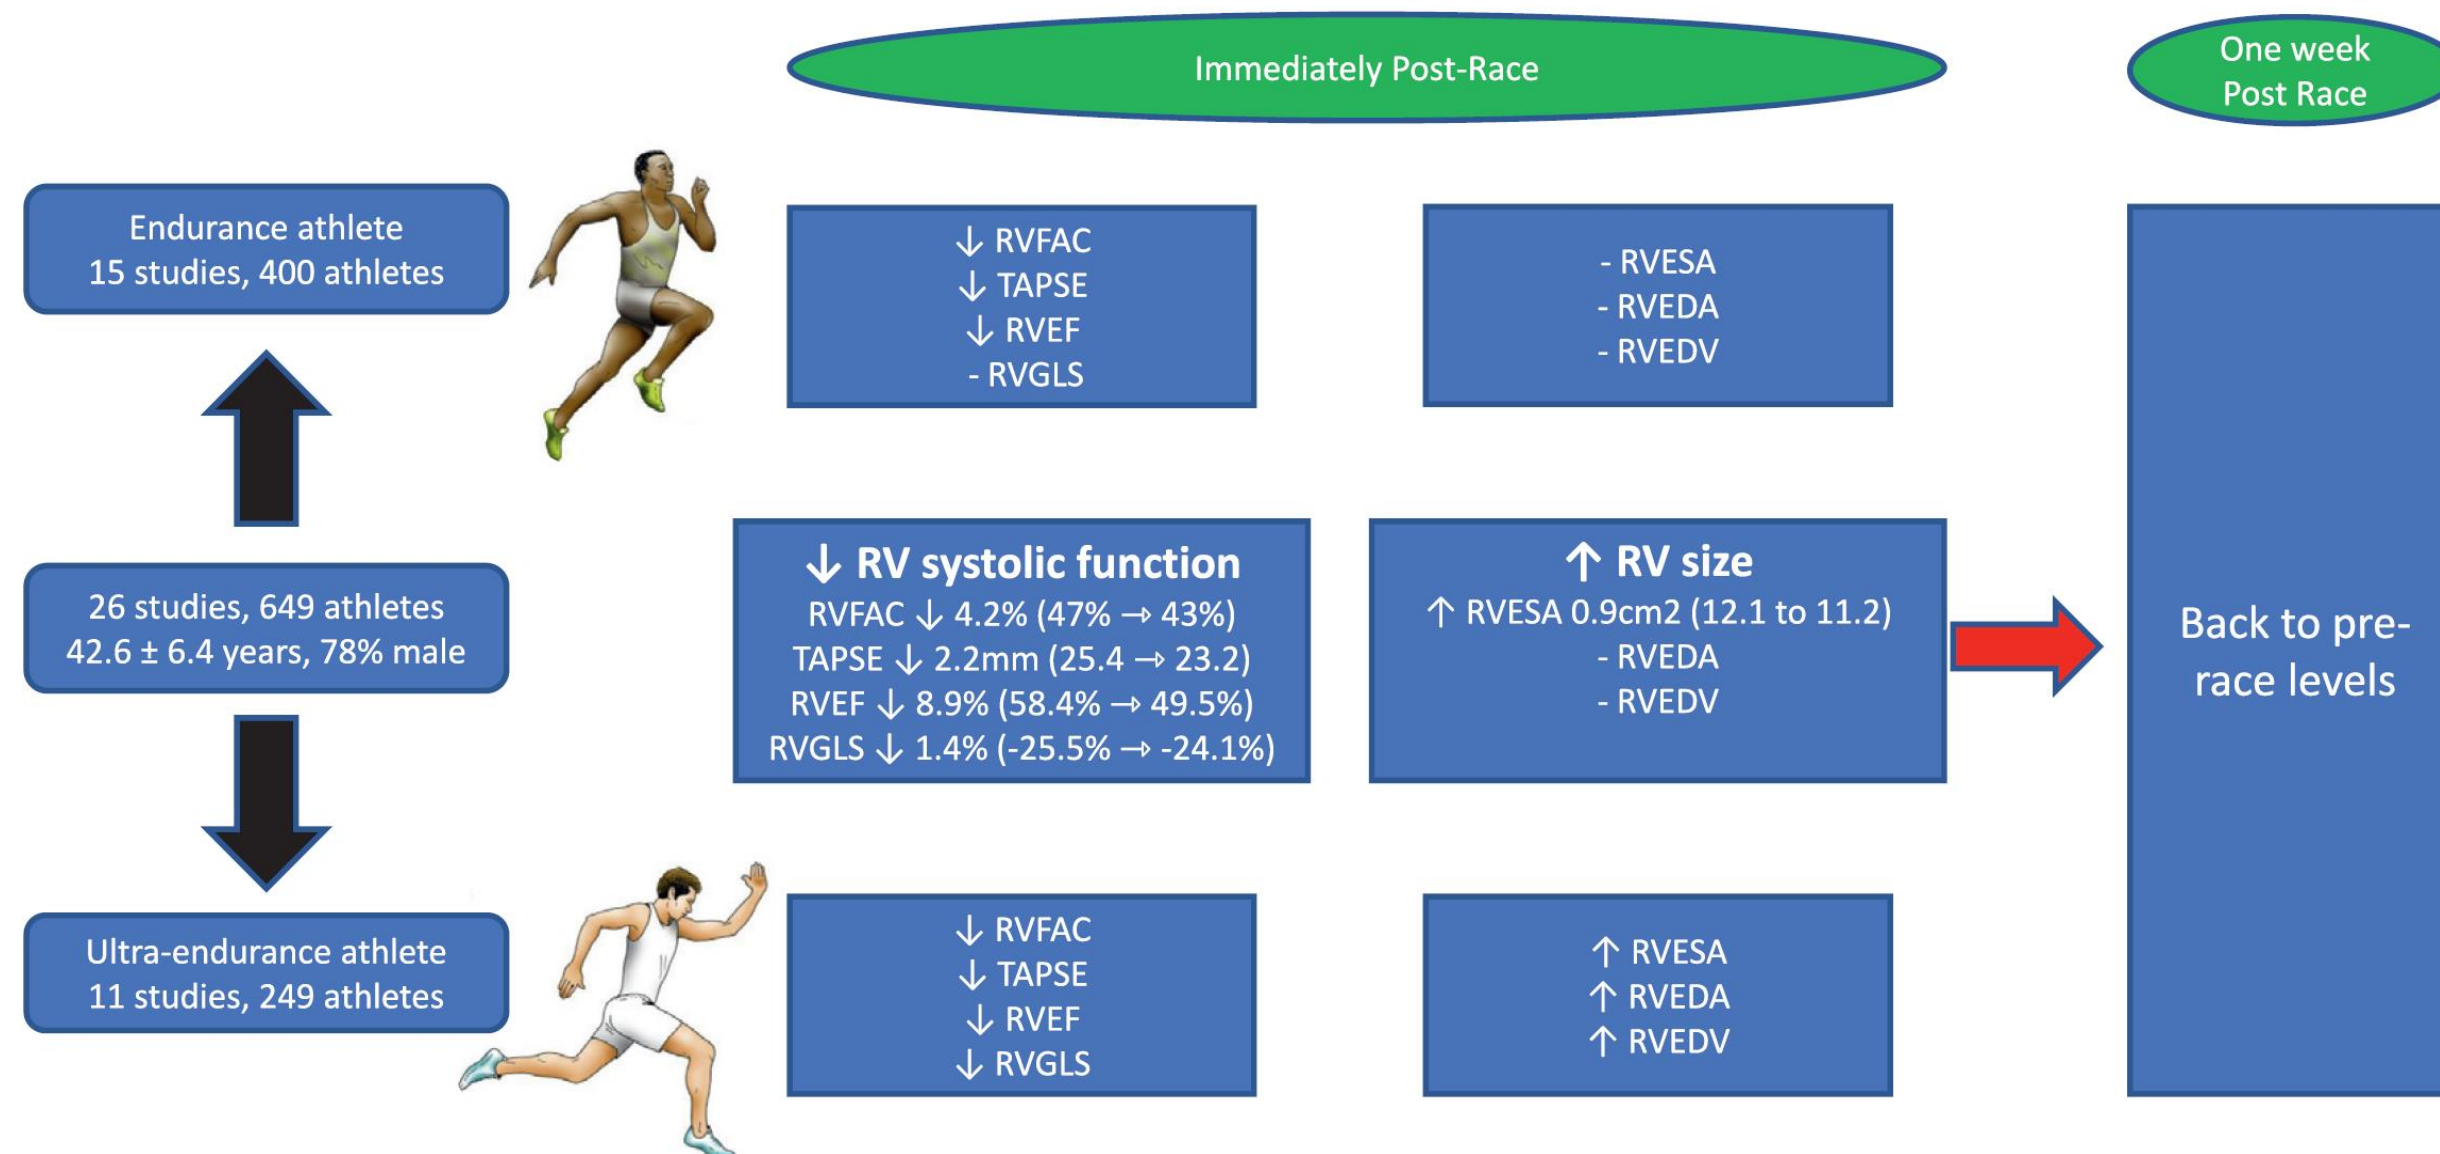 Immediately Post-Race
One week
Post Race
Endurance athlete
15 studies, 400 athletes
↓ RVFAC
↓ TAPSE
↓ RVEF
- RVGLS
- RVESA
- RVEDA
- RVEDV
26 studies, 649 athletes
42.6 ± 6.4 years, 78% male
↓ RV systolic function
RVFAC ↓ 4.2% (47% → 43%)
TAPSE ↓ 2.2mm (25.4 → 23.2)
RVEF ↓ 8.9% (58.4% → 49.5%)
RVGLS ↓ 1.4% (-25.5% → -24.1%)
↑ RV size
↑ RVESA 0.9cm2 (12.1 to 11.2)
- RVEDA
- RVEDV
Back to pre-
race levels
Ultra-endurance athlete
11 studies, 249 athletes
↓ RVFAC
↓ TAPSE
↓ RVEF
↓ RVGLS
↑ RVESA
↑ RVEDA
↑ RVEDV